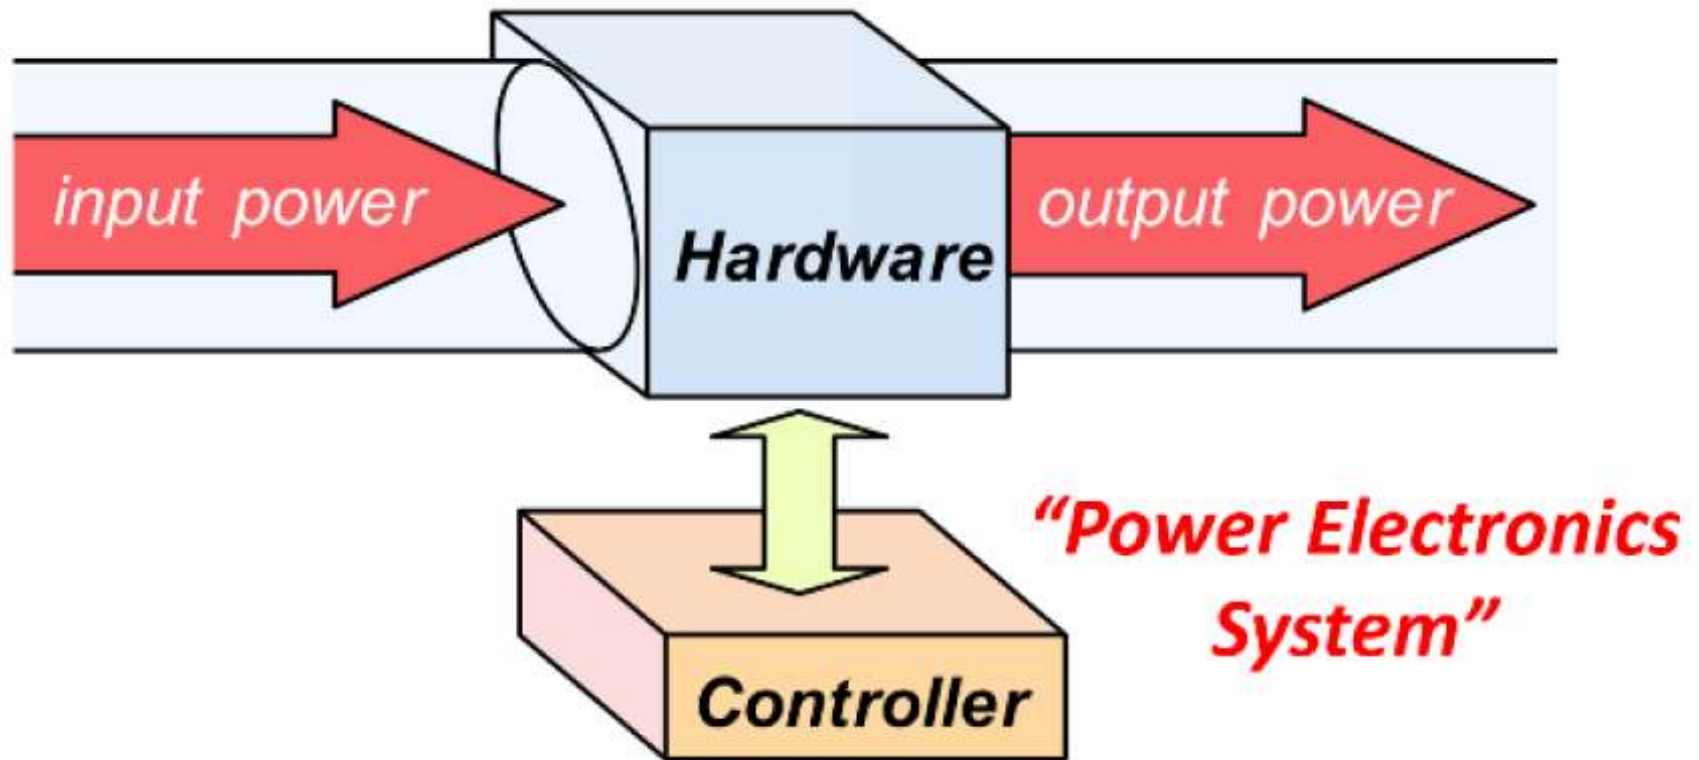 input power
Hardware
output power
“Power Electronics
System”
Controller